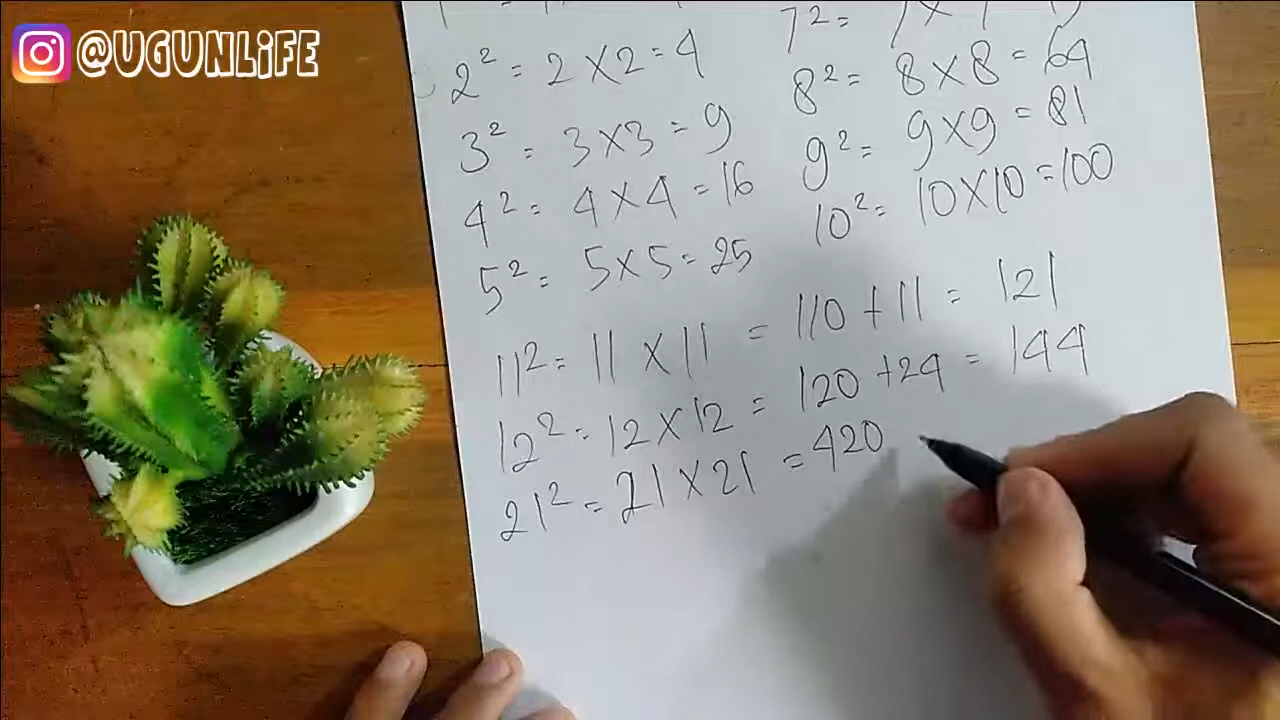 @UGUNLIFE
2² = 2 × 2 = 4
3² = 3 × 3 = 9
4² = 4 × 4 = 16
5² = 5 × 5 = 25
7² = 7 ×
8² = 8 × 8 = 64
9² = 9 × 9 = 81
10² = 10 × 10 = 100
11² = 11 × 11 = 110 + 11 = 121
12² = 12 × 12 = 120 + 24 = 144
21² = 21 × 21 = 420